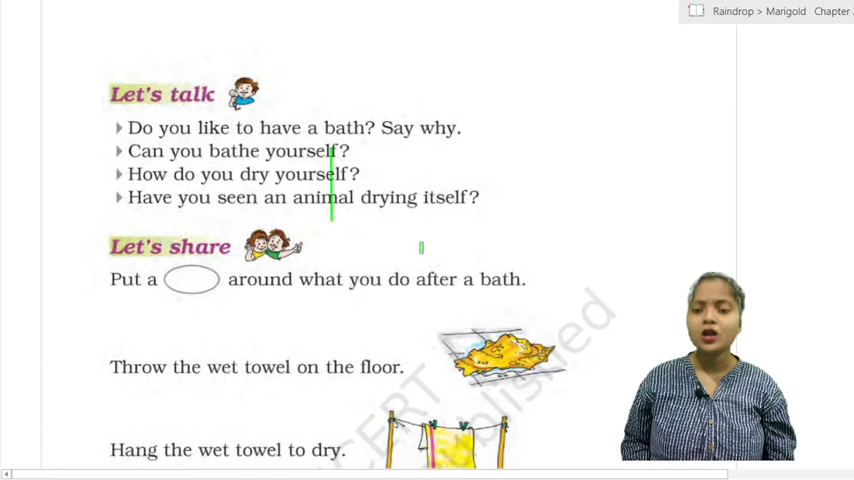 Raindrop > Marigold Chapter
Let's talk
Do you like to have a bath? Say why.
Can you bathe yourself?
How do you dry yourself?
Have you seen an animal drying itself?
Let's share
Put a around what you do after a bath.
Throw the wet towel on the floor.
Hang the wet towel to dry.